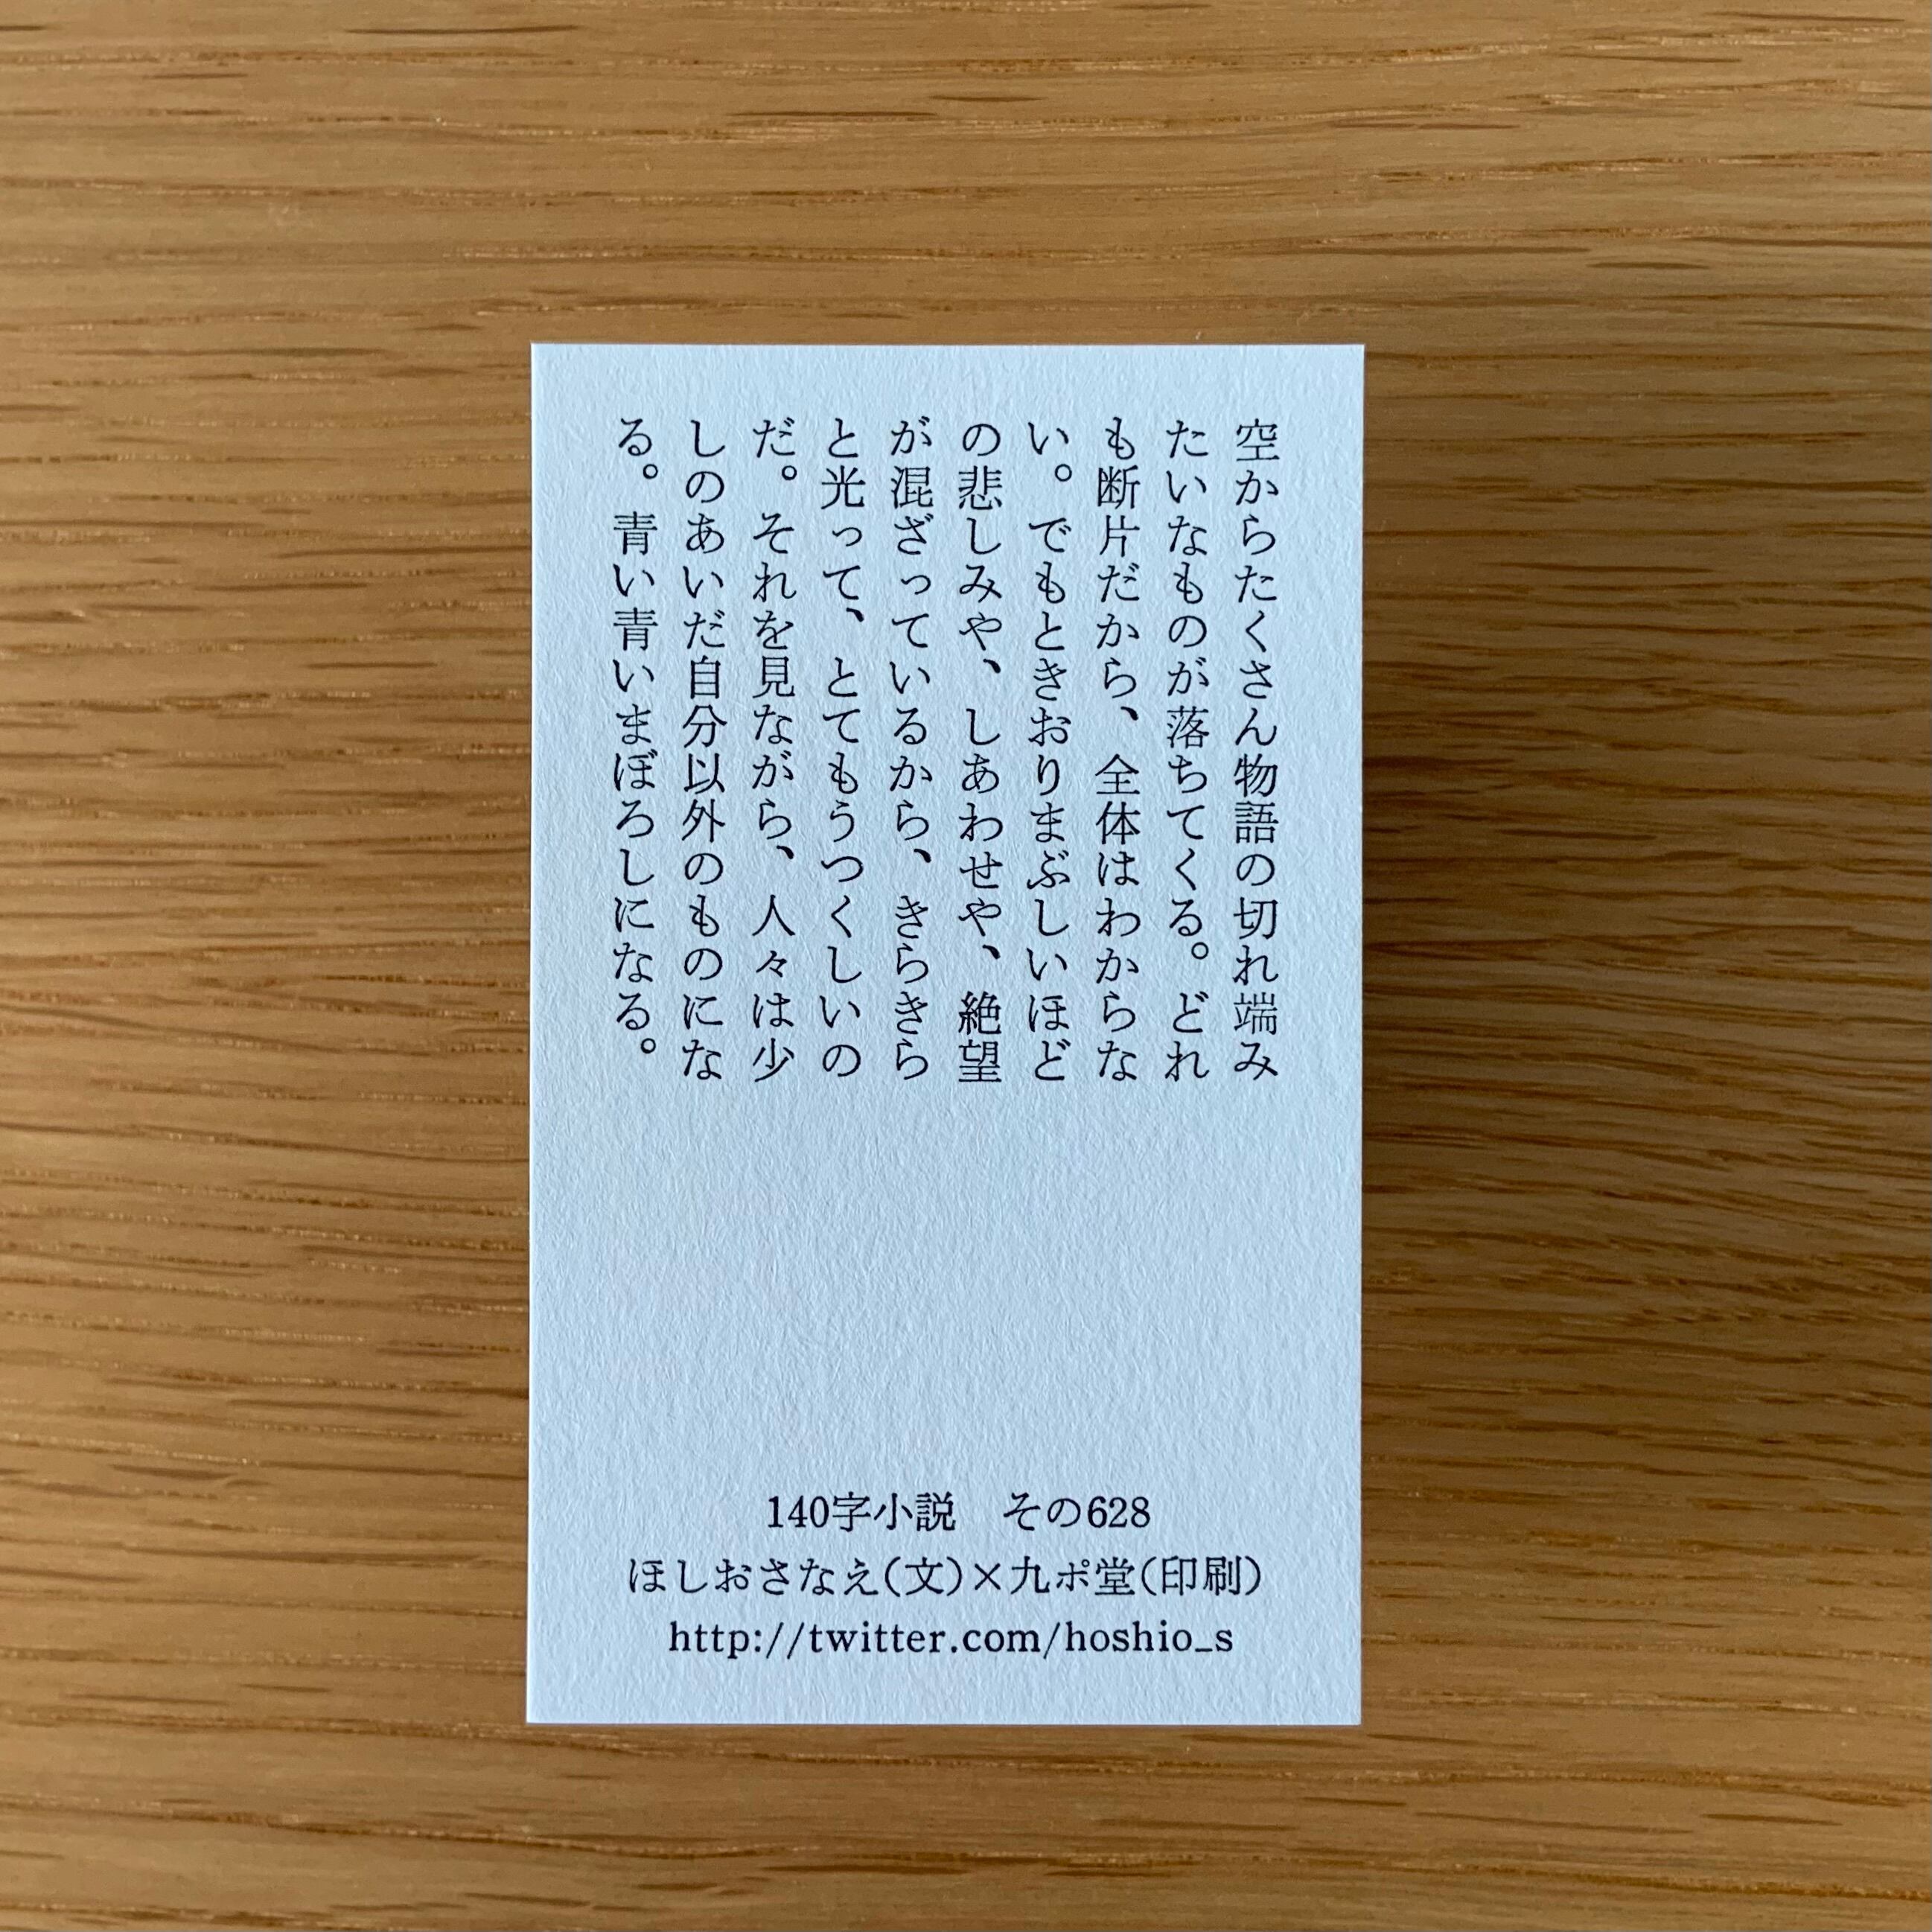 空からたくさん物語の切れ端み
たいなものが落ちてくる。どれ
も断片だから、全体はわからな
い。でもときおりまぶしいほど
の悲しみや、しあわせや、絶望
が混ざっているから、きらきら
と光って、とてもうつくしいの
だ。それを見ながら、人々は少
しのあいだ自分以外のものにな
る。青い青いまぼろしになる。
140字小説　その628
ほしおさなえ(文)×九ポ堂(印刷)
http://twitter.com/hoshio_s